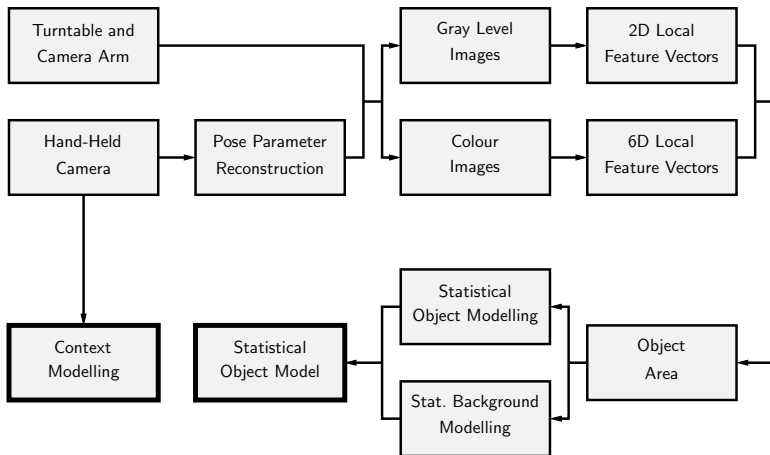 Turntable and
Camera Arm
Gray Level
Images
2D Local
Feature Vectors
Hand-Held
Camera
Pose Parameter
Reconstruction
Colour
Images
6D Local
Feature Vectors
Statistical
Object Modelling
Context
Modelling
Statistical
Object Model
Object
Area
Stat. Background
Modelling